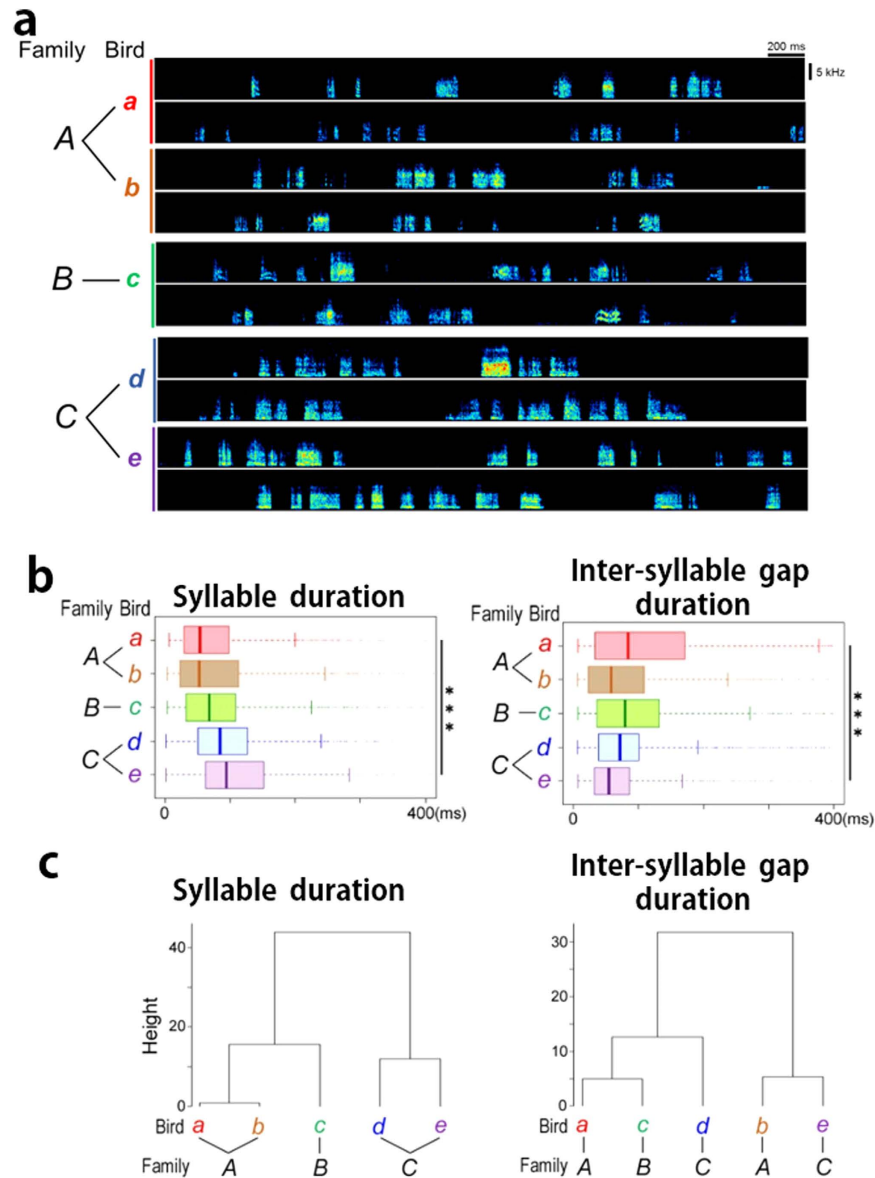 a
Family Bird
200 ms
5 kHz
a
A
b
B c
d
C
e
b
Syllable duration
Inter-syllable gap
duration
Family Bird
a
A
b
B c
d
C
e
***
0 400(ms)
Family Bird
a
A
b
B c
d
C
e
***
0 400(ms)
c
Syllable duration
Inter-syllable gap
duration
Height
40
20
0
Bird a b c d e
Family A B C
30
20
10
0
Bird a c d b e
Family A B C A C